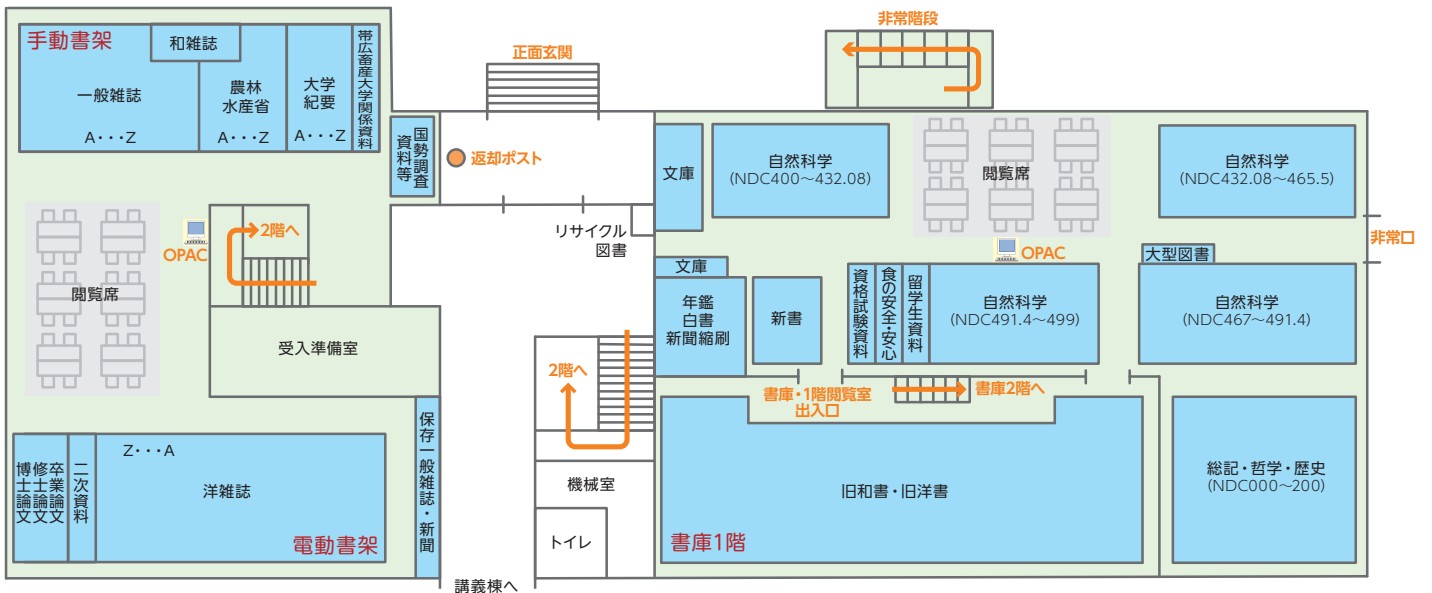 手動書架
和雑誌
一般雑誌
A・・・Z
農林
水産省
A・・・Z
大学
紀要
A・・・Z
帯広畜産大学関係資料
国勢調査
資料等
正面玄関
返却ポスト
非常階段
文庫
自然科学
(NDC400～432.08)
閲覧席
自然科学
(NDC432.08～465.5)
非常口
OPAC
2階へ
閲覧席
受入準備室
リサイクル
図書
文庫
年鑑
白書
新聞縮刷
新書
資格試験資料
食の安全・安心
留学生資料
OPAC
自然科学
(NDC491.4～499)
大型図書
自然科学
(NDC467～491.4)
2階へ
書庫・1階閲覧室
出入口
書庫2階へ
卒業論文
修士論文
博士論文
二次資料
Z・・・A
洋雑誌
電動書架
保存一般雑誌・新聞
機械室
トイレ
講義棟へ
旧和書・旧洋書
書庫1階
総記・哲学・歴史
(NDC000～200)